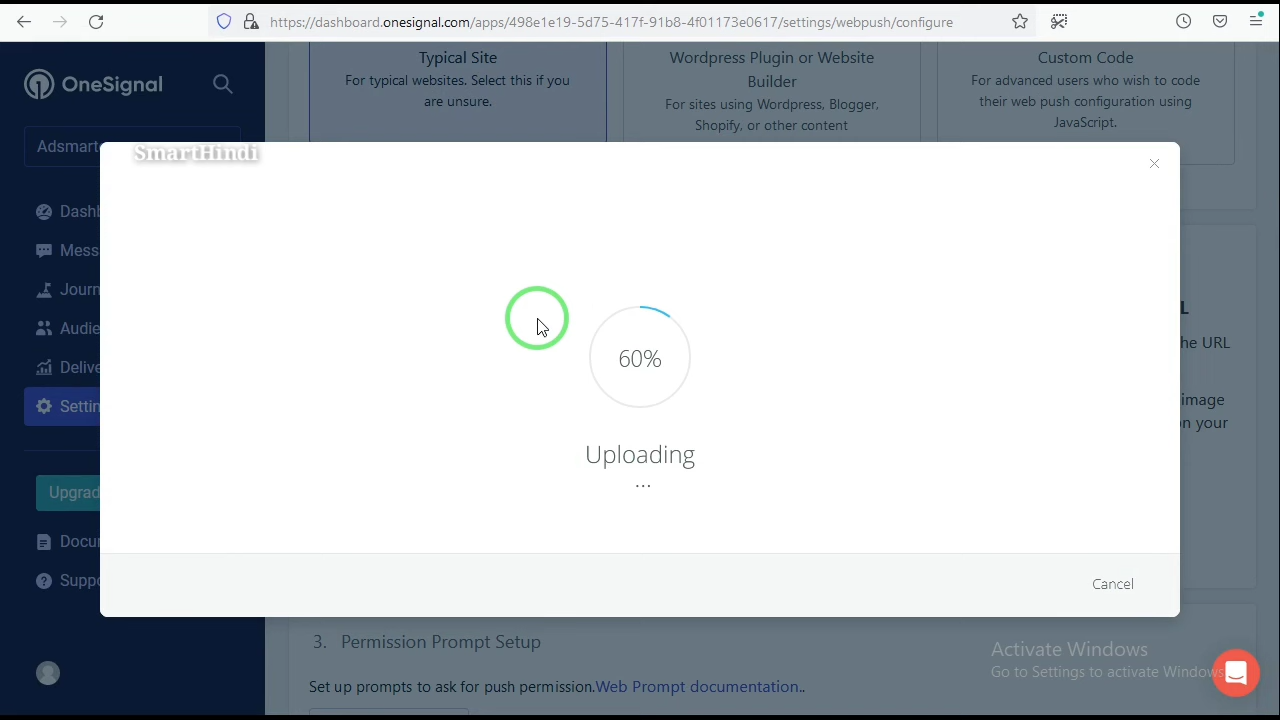 https://dashboard.onesignal.com/apps/498e1e19-5d75-417f-91b8-4f01173e0617/settings/webpush/configure
OneSignal
Typical Site
For typical websites. Select this if you
are unsure.
Wordpress Plugin or Website
Builder
For sites using Wordpress, Blogger,
Shopify, or other content
Custom Code
For advanced users who wish to code
their web push configuration using
JavaScript.
Adsmart
SmartHindi
Dashb
Mess
Journ
Audie
Delive
Settin
Upgrad
Docu
Suppo
60%
Uploading
...
Cancel
L
he URL
image
on your
3. Permission Prompt Setup
Set up prompts to ask for push permission.Web Prompt documentation..
Activate Windows
Go to Settings to activate Windows